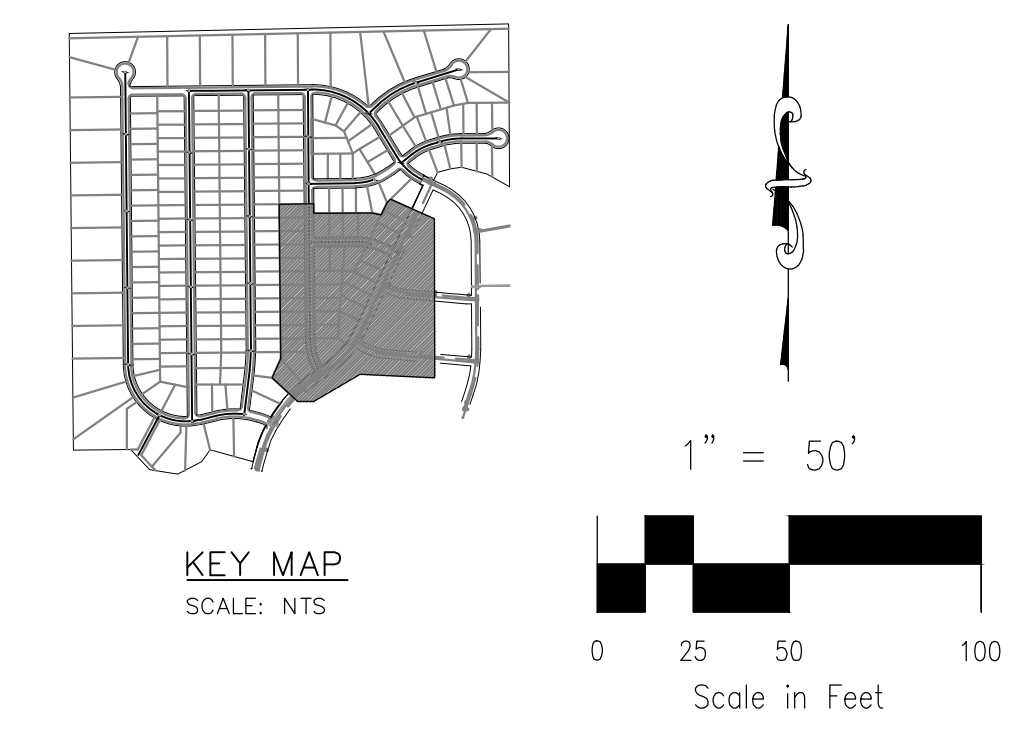 KEY MAP
SCALE: NTS
1” = 50’
0 25 50 100
Scale in Feet